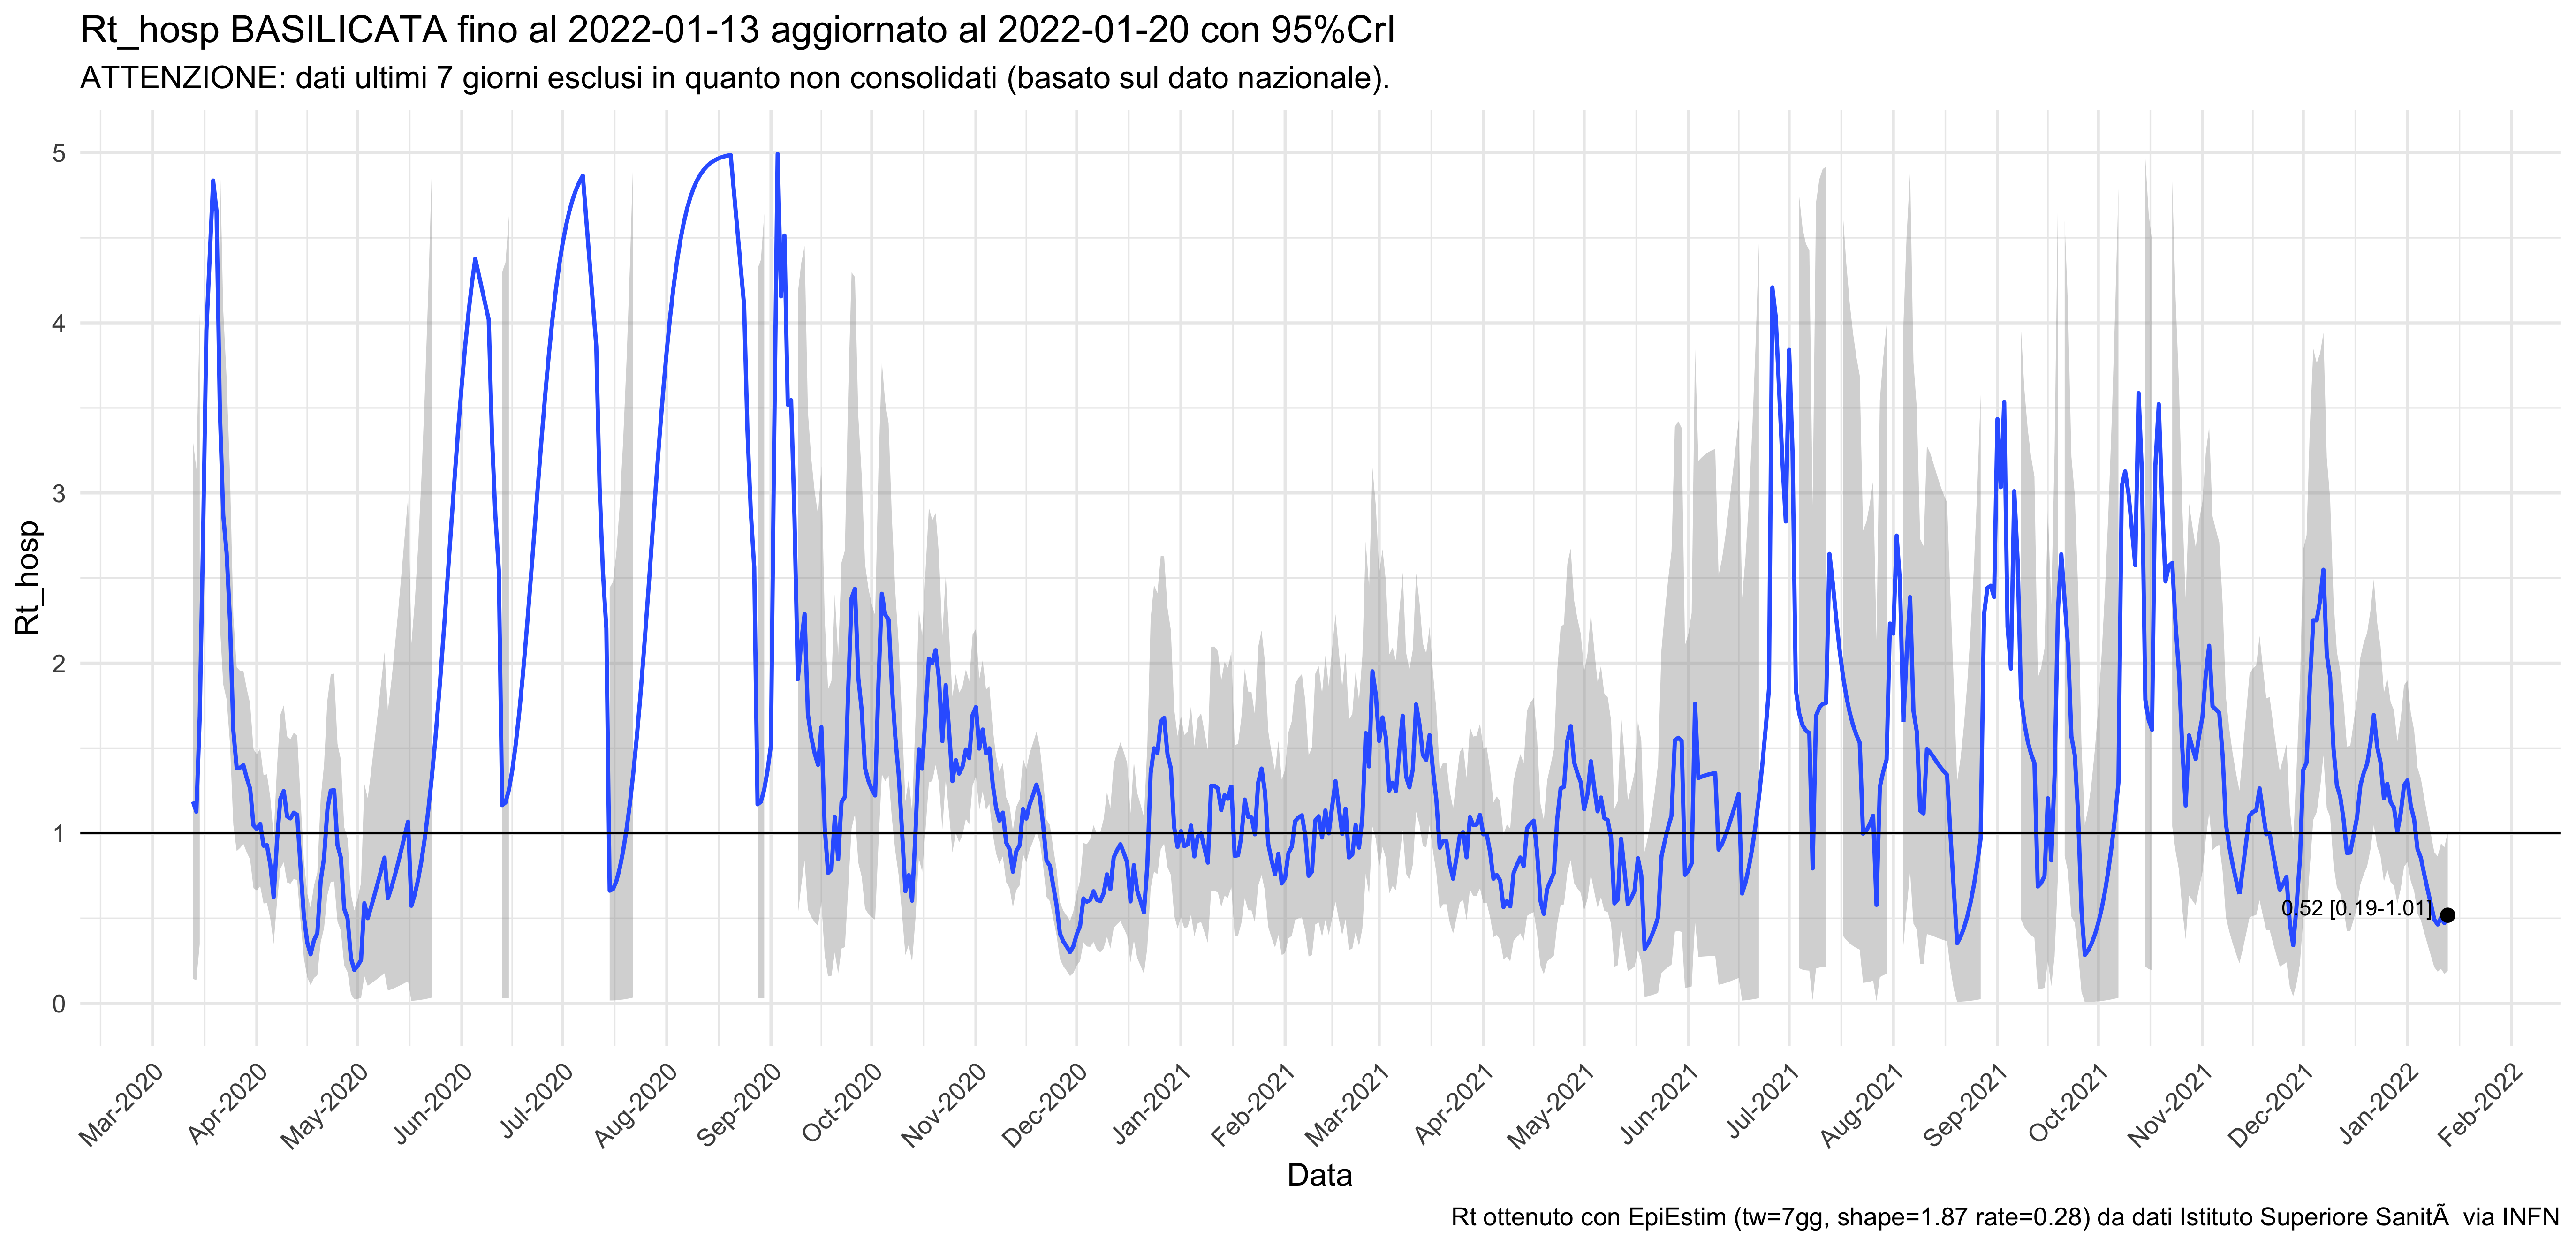 Rt_hosp BASILICATA fino al 2022-01-13 aggiornato al 2022-01-20 con 95%CrI
ATTENZIONE: dati ultimi 7 giorni esclusi in quanto non consolidati (basato sul dato nazionale).
5
4
3
2
1
0
Rt_hosp
0.52 [0.19-1.01]
Mar-2020
Apr-2020
May-2020
Jun-2020
Jul-2020
Aug-2020
Sep-2020
Oct-2020
Nov-2020
Dec-2020
Jan-2021
Feb-2021
Mar-2021
Apr-2021
May-2021
Jun-2021
Jul-2021
Aug-2021
Sep-2021
Oct-2021
Nov-2021
Dec-2021
Jan-2022
Feb-2022
Data
Rt ottenuto con EpiEstim (tw=7gg, shape=1.87 rate=0.28) da dati Istituto Superiore SanitÃ  via INFN